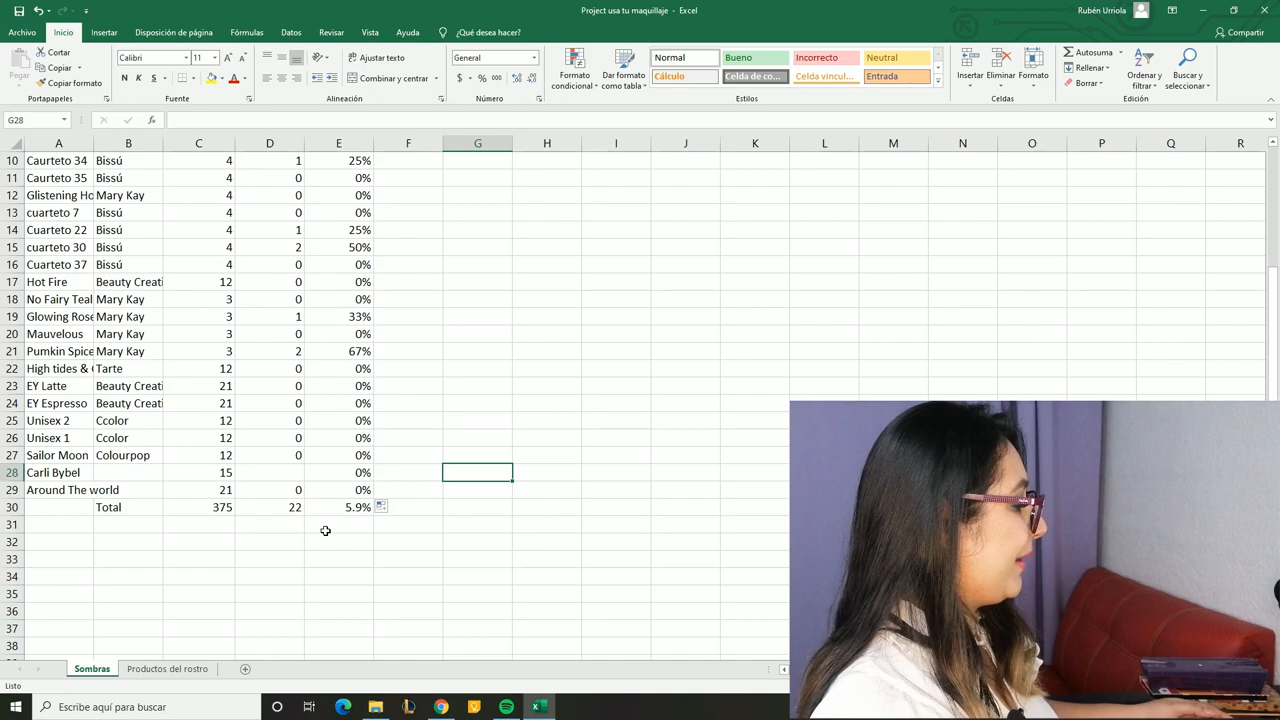 Project usa tu maquillaje - Excel
Rubén Urriola
Archivo Inicio Insertar Disposición de página Fórmulas Datos Revisar Vista Ayuda ¿Qué desea hacer? Compartir
Pegar
Cortar
Copiar
Copiar formato
Portapapeles
Calibri 11
N K S
Fuente
Ajustar texto
Combinar y centrar
Alineación
General
$ % 000
Número
Formato condicional
Dar formato como tabla
Normal Bueno Incorrecto Neutral
Cálculo Celda de co... Celda vincul... Entrada
Estilos
Insertar Eliminar Formato
Celdas
Autosuma
Rellenar
Borrar
Ordenar y filtrar
Buscar y seleccionar
Edición
G28 fx
A B C D E F G H I J K L M N O P Q R
10 Caurteto 34 Bissú 4 1 25%
11 Caurteto 35 Bissú 4 0 0%
12 Glistening Ho Mary Kay 4 0 0%
13 cuarteto 7 Bissú 4 0 0%
14 Cuarteto 22 Bissú 4 1 25%
15 cuarteto 30 Bissú 4 2 50%
16 Cuarteto 37 Bissú 4 0 0%
17 Hot Fire Beauty Creati 12 0 0%
18 No Fairy Teal Mary Kay 3 0 0%
19 Glowing Rose Mary Kay 3 1 33%
20 Mauvelous Mary Kay 3 0 0%
21 Pumkin Spice Mary Kay 3 2 67%
22 High tides & Tarte 12 0 0%
23 EY Latte Beauty Creati 21 0 0%
24 EY Espresso Beauty Creati 21 0 0%
25 Unisex 2 Ccolor 12 0 0%
26 Unisex 1 Ccolor 12 0 0%
27 Sailor Moon Colourpop 12 0 0%
28 Carli Bybel 15 0%
29 Around The world 21 0 0%
30 Total 375 22 5.9%
31
32
33
34
35
36
37
38
Sombras Productos del rostro
Listo
Escribe aquí para buscar